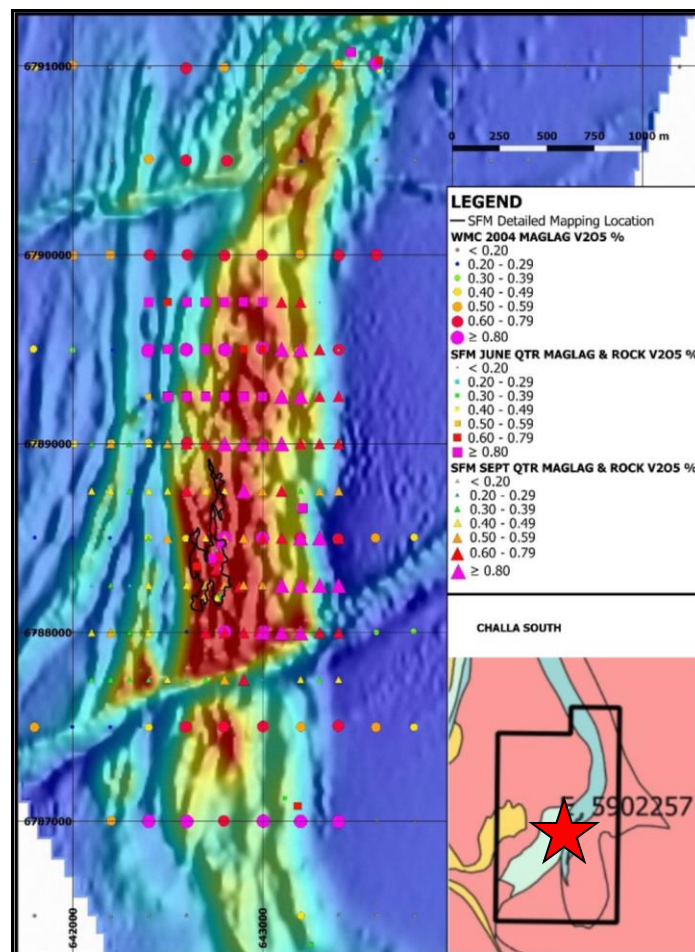 6791000
6790000
6789000
6788000
6787000
642000
643000
0 250 500 750 1000 m
LEGEND
SFM Detailed Mapping Location
WMC 2004 MAGLAG V2O5 %
< 0.20
0.20 - 0.29
0.30 - 0.39
0.40 - 0.49
0.50 - 0.59
0.60 - 0.79
≥ 0.80
SFM JUNE QTR MAGLAG & ROCK V2O5 %
< 0.20
0.20 - 0.29
0.30 - 0.39
0.40 - 0.49
0.50 - 0.59
0.60 - 0.79
≥ 0.80
SFM SEPT QTR MAGLAG & ROCK V2O5 %
< 0.20
0.20 - 0.29
0.30 - 0.39
0.40 - 0.49
0.50 - 0.59
0.60 - 0.79
≥ 0.80
CHALLA SOUTH
5902257